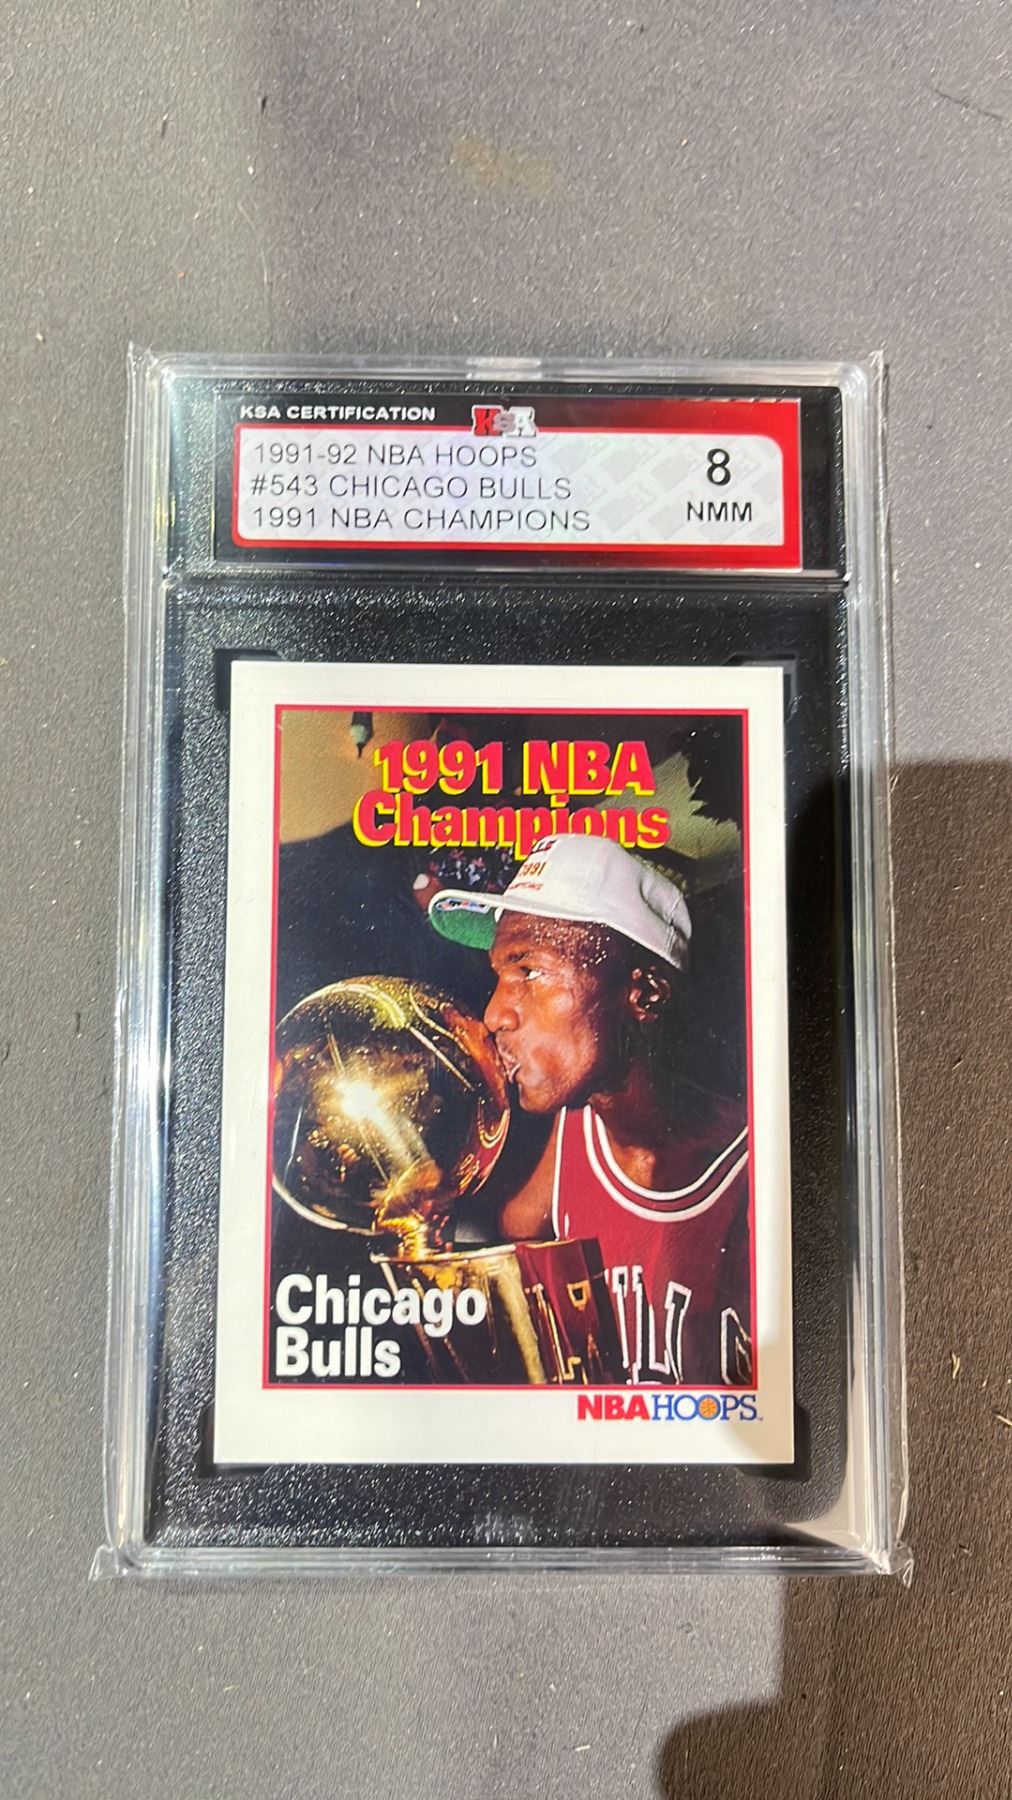 KSA CERTIFICATION
KSA
1991-92 NBA HOOPS
#543 CHICAGO BULLS
1991 NBA CHAMPIONS
8
NMM
1991 NBA
Champions
1991
Chicago
Bulls
NBA HOOPS